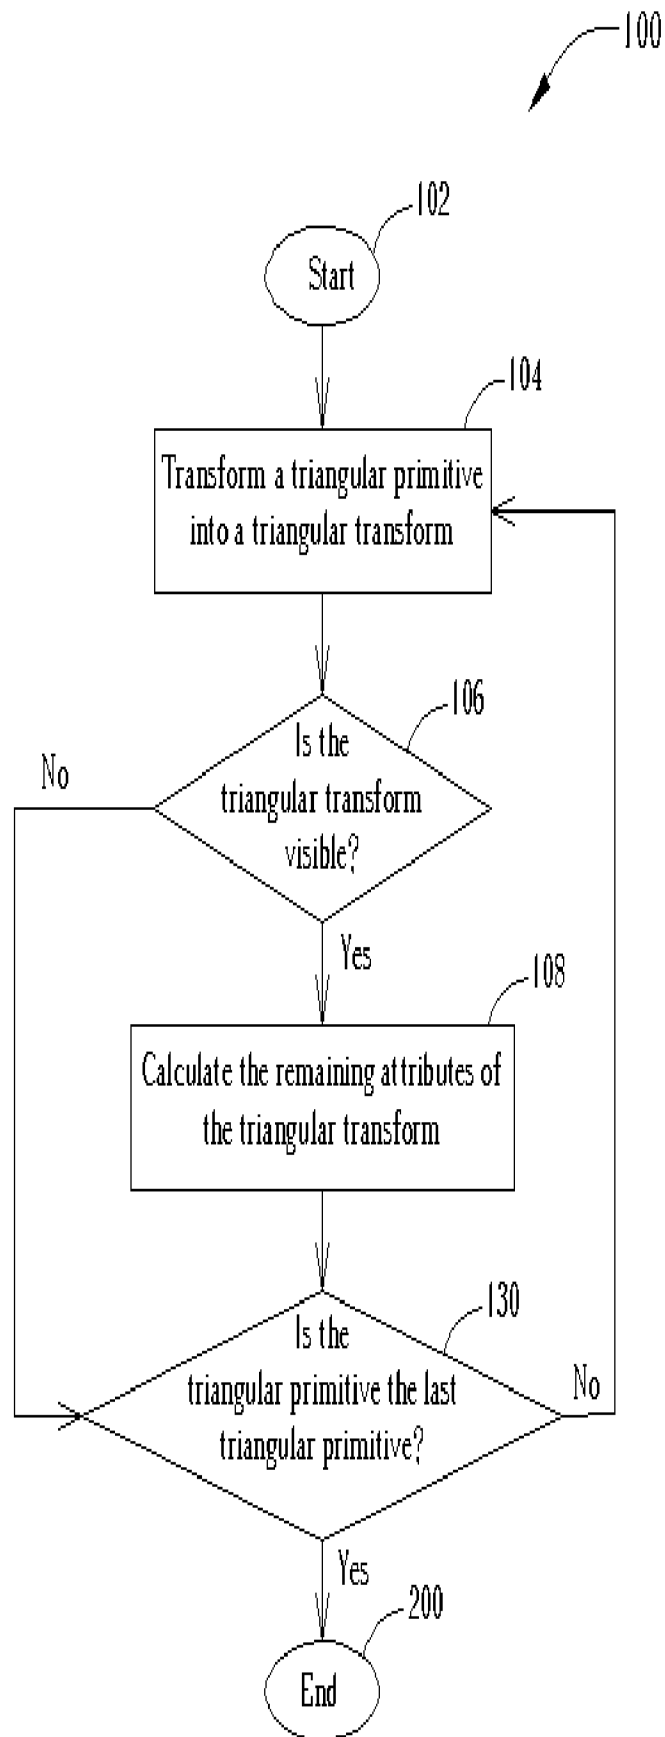 100
102
Start
104
Transform a triangular primitive
into a triangular transform
106
Is the
triangular transform
visible?
No
Yes
108
Calculate the remaining attributes of
the triangular transform
130
Is the
triangular primitive the last
triangular primitive?
No
Yes
200
End